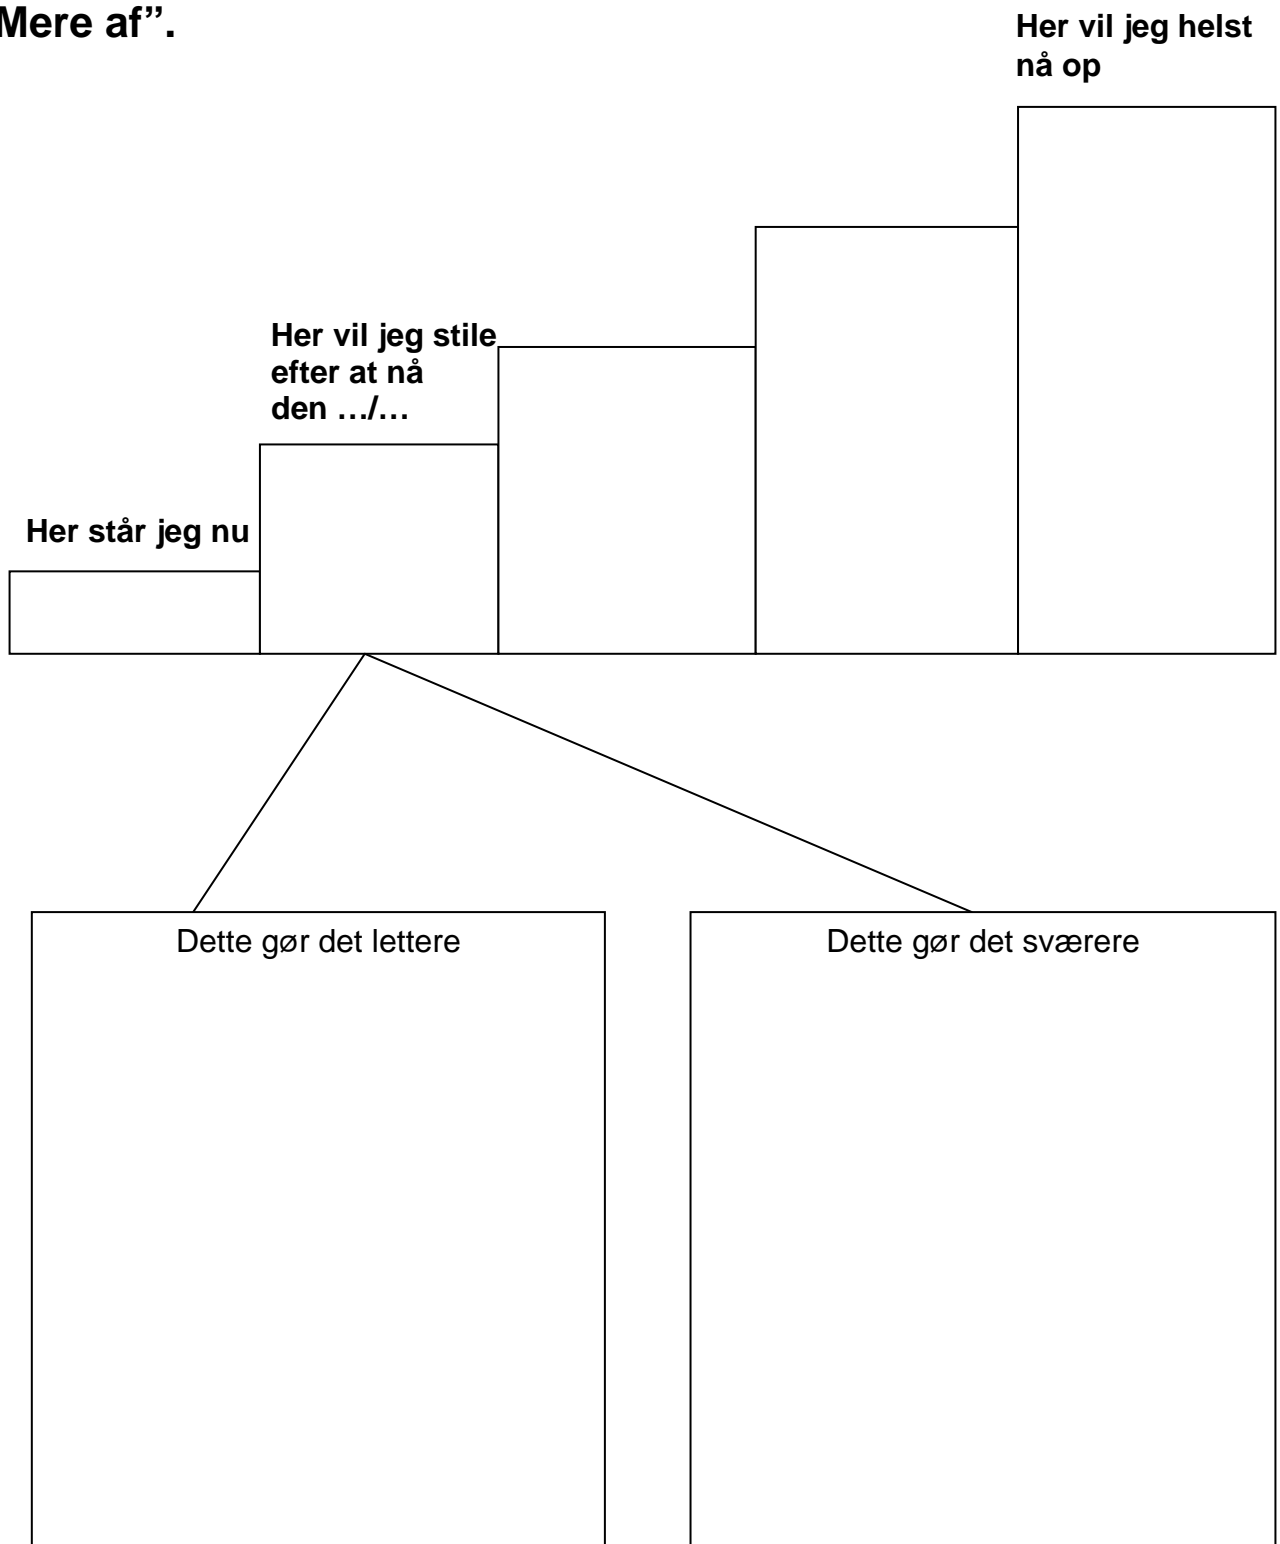 Mere af”.
Her vil jeg helst
nå op
Her vil jeg stile
efter at nå
den …/…
Her står jeg nu
Dette gør det lettere
Dette gør det sværere